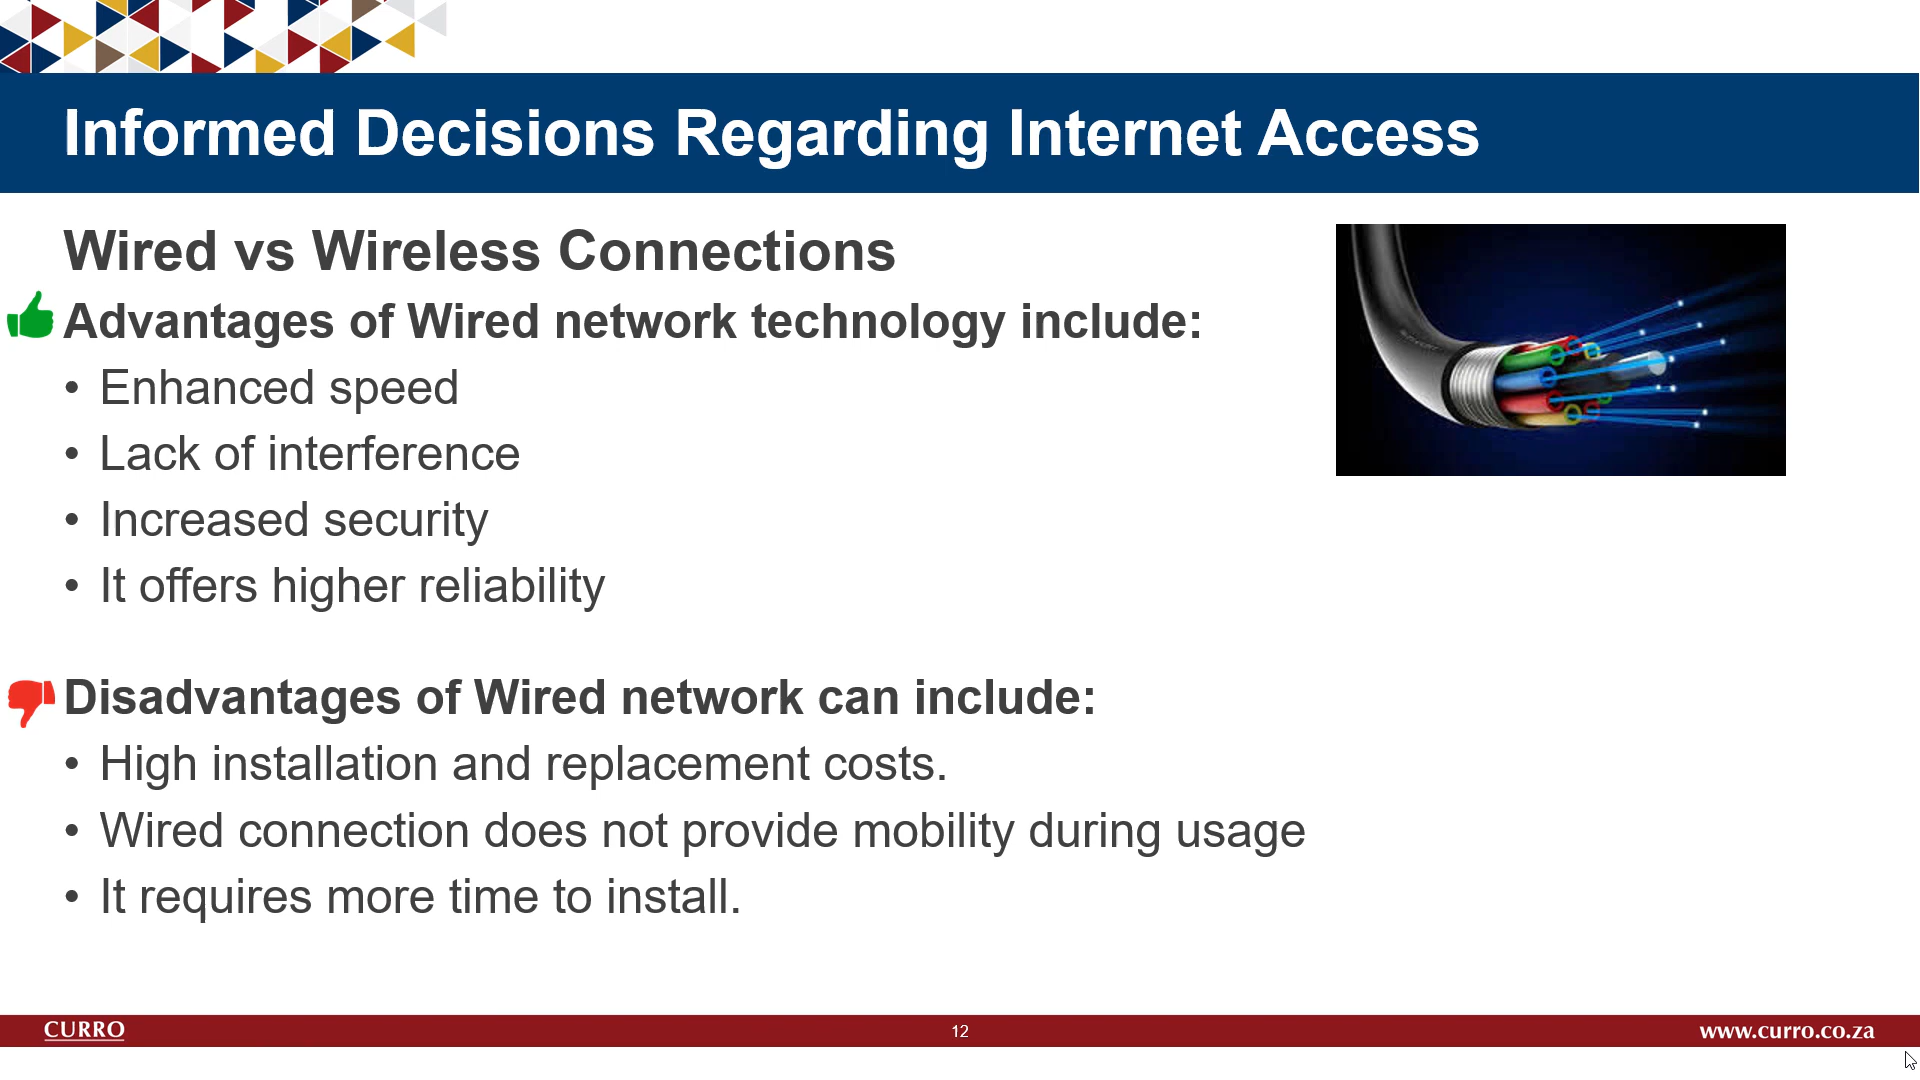 Informed Decisions Regarding Internet Access
Wired vs Wireless Connections
Advantages of Wired network technology include:
• Enhanced speed
• Lack of interference
• Increased security
• It offers higher reliability
Disadvantages of Wired network can include:
• High installation and replacement costs.
• Wired connection does not provide mobility during usage
• It requires more time to install.
CURRO
12
www.curro.co.za